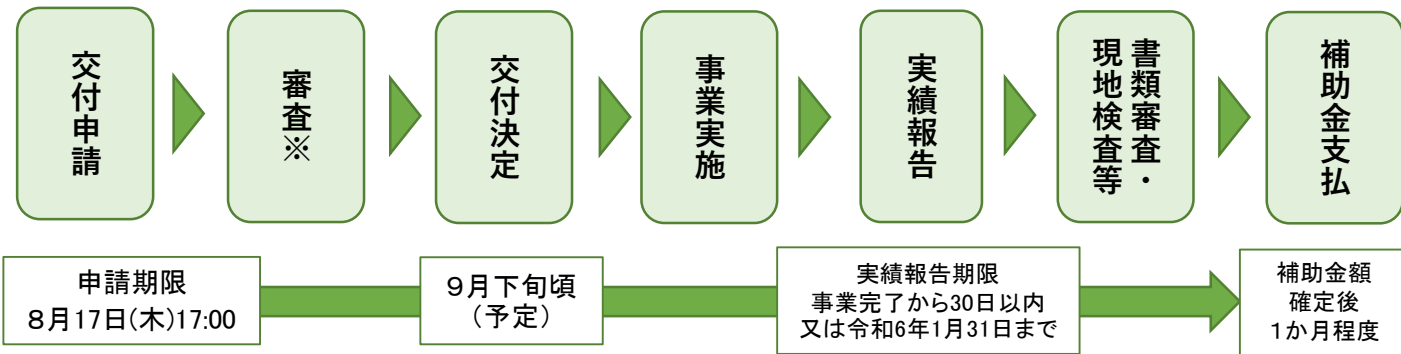 交付申請
審査※
交付決定
事業実施
実績報告
書類審査・
現地検査等
補助金支払
申請期限
８月17日(木)17:00
９月下旬頃
（予定）
実績報告期限
事業完了から30日以内
又は令和6年1月31日まで
補助金額
確定後
１か月程度